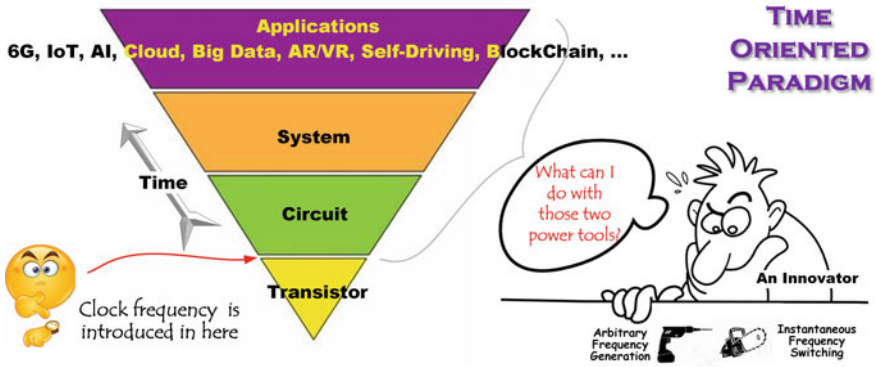 Applications
6G, IoT, AI, Cloud, Big Data, AR/VR, Self-Driving, BlockChain, ...
System
Time
Circuit
Transistor
Clock frequency is
introduced in here
TIME
ORIENTED
PARADIGM
What can I
do with
those two
power tools?
An Innovator
Arbitrary
Frequency
Generation
Instantaneous
Frequency
Switching